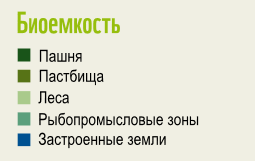 Биоемкость
Пашня
Пастбища
Леса
Рыбопромысловые зоны
Застроенные земли